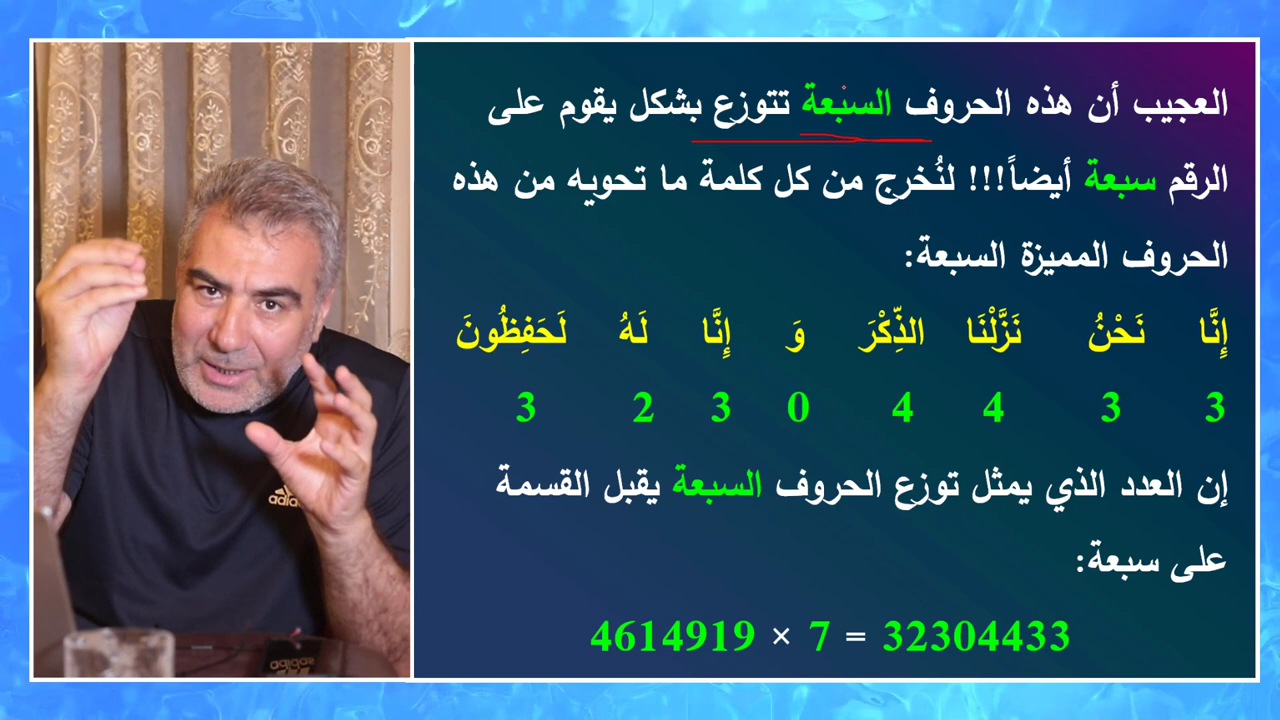 العجيب أن هذه الحروف السبعة تتوزع بشكل يقوم على
الرقم سبعة أيضاً!!! لنُخرج من كل كلمة ما تحويه من هذه
الحروف المميزة السبعة:
إِنَّا نَحْنُ نَزَّلْنَا الذِّكْرَ وَ إِنَّا لَهُ لَحَفِظُونَ
3 3 4 4 0 3 2 3
إن العدد الذي يمثل توزع الحروف السبعة يقبل القسمة
على سبعة:
4614919 × 7 = 32304433
adidas
adidas